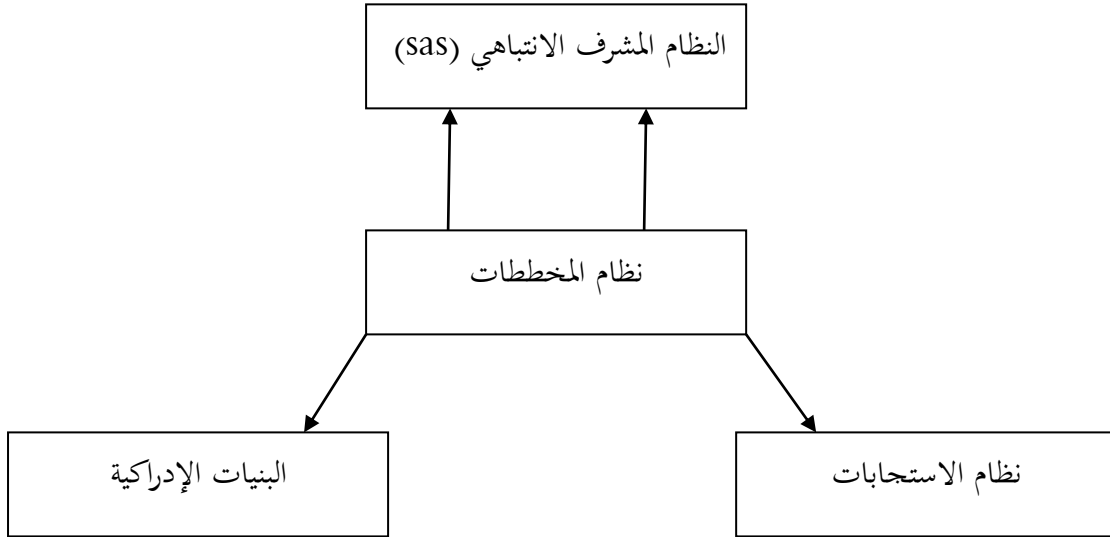 النظام المشرف الانتباهي (sas)
نظام المخططات
نظام الاستجابات
البنيات الإدراكية